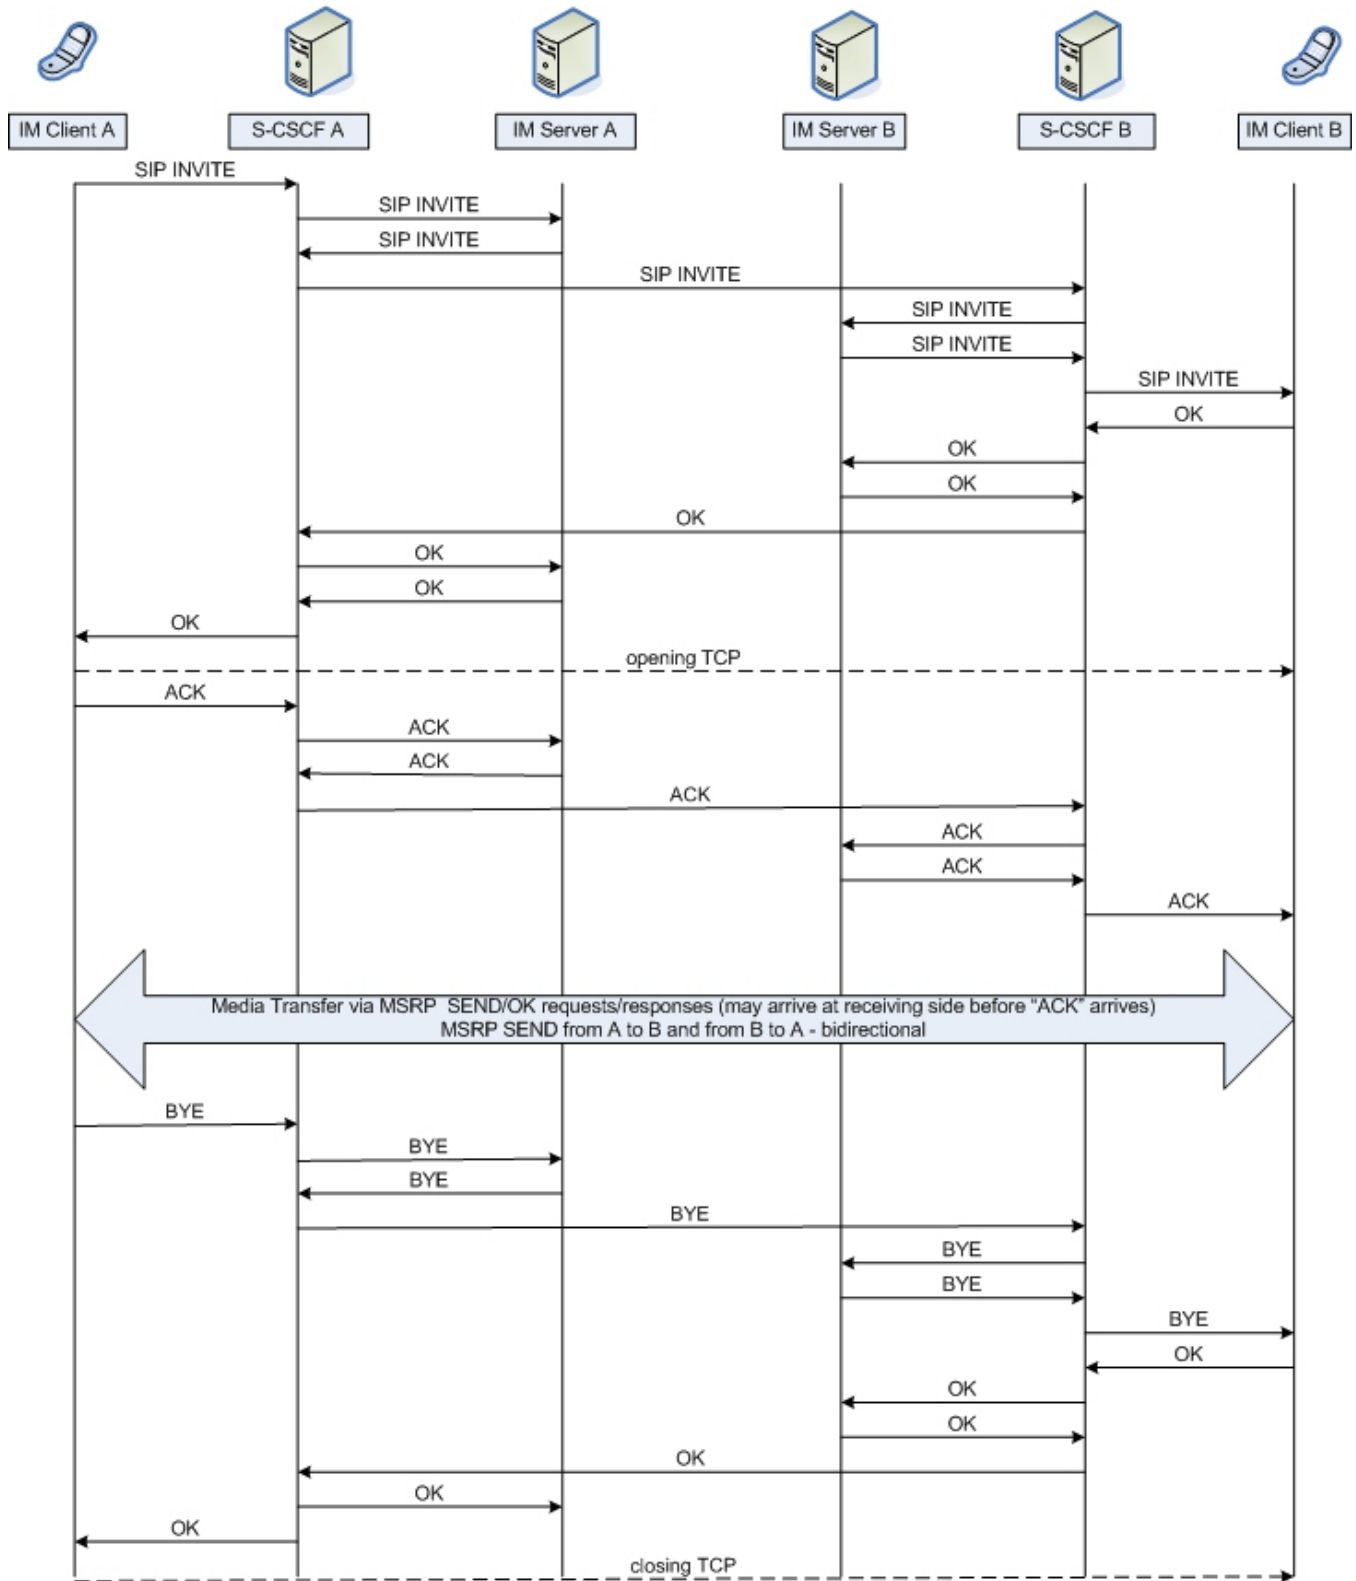 IM Client A
S-CSCF A
IM Server A
IM Server B
S-CSCF B
IM Client B
SIP INVITE
SIP INVITE
SIP INVITE
SIP INVITE
SIP INVITE
SIP INVITE
SIP INVITE
OK
OK
OK
OK
OK
OK
OK
opening TCP
ACK
ACK
ACK
ACK
ACK
ACK
ACK
Media Transfer via MSRP SEND/OK requests/responses (may arrive at receiving side before “ACK” arrives)
MSRP SEND from A to B and from B to A - bidirectional
BYE
BYE
BYE
BYE
BYE
BYE
BYE
OK
OK
OK
OK
OK
OK
closing TCP